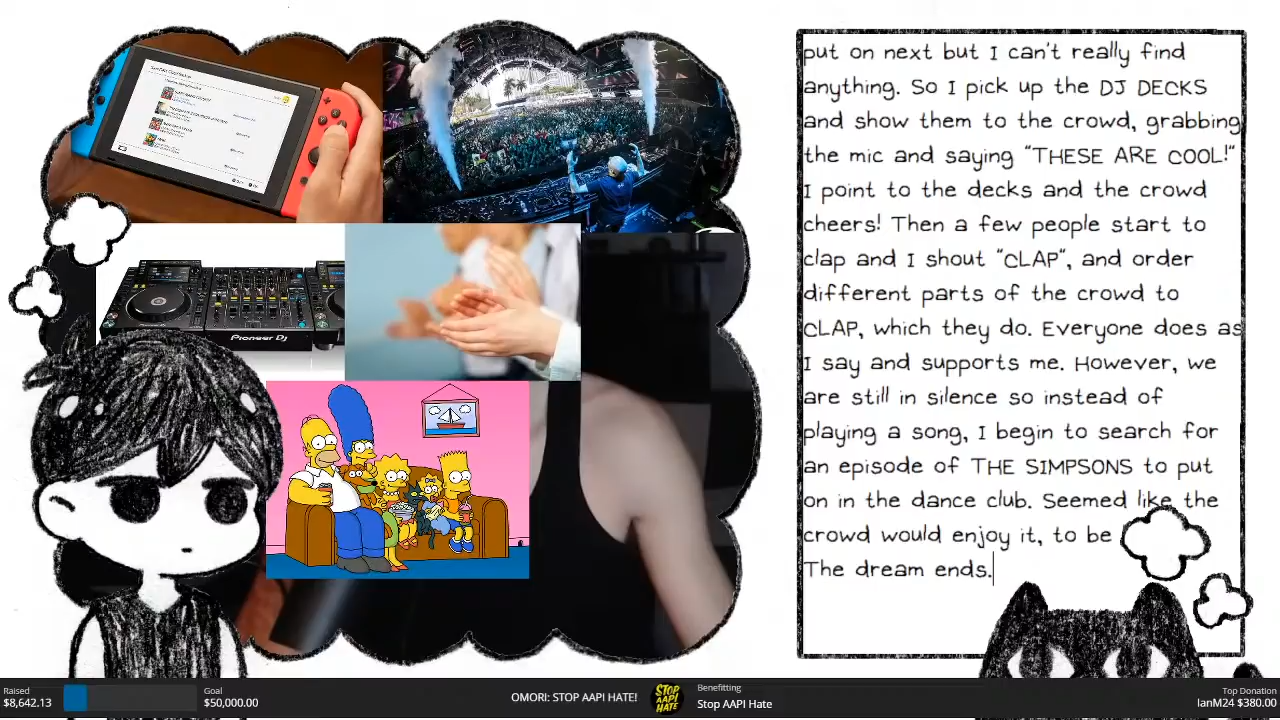 put on next but I can't really find
anything. So I pick up the DJ DECKS
and show them to the crowd, grabbing
the mic and saying "THESE ARE COOL!"
I point to the decks and the crowd
cheers! Then a few people start to
clap and I shout "CLAP", and order
different parts of the crowd to
CLAP, which they do. Everyone does as
I say and supports me. However, we
are still in silence so instead of
playing a song, I begin to search for
an episode of THE SIMPSONS to put
on in the dance club. Seemed like the
crowd would enjoy it, to be
The dream ends.
Pioneer Dj
Raised
$8,642.13
Goal
$50,000.00
OMORI: STOP AAPI HATE!
STOP
AAPI
HATE
Benefitting
Stop AAPI Hate
Top Donation
IanM24 $380.00